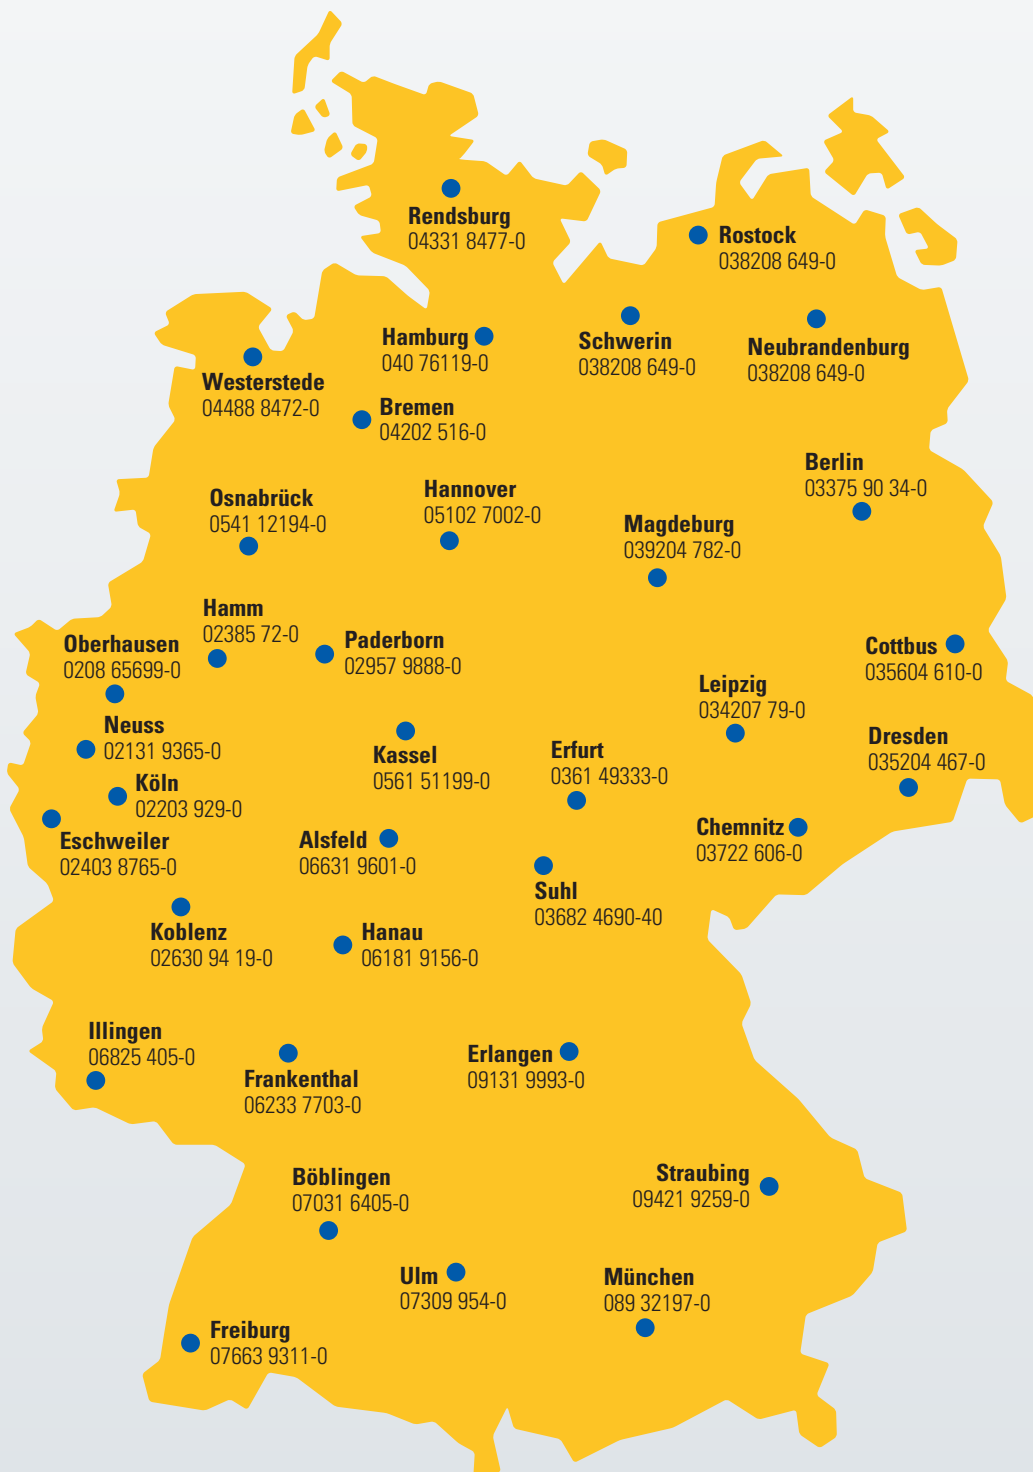 Rendsburg
04331 8477-0
Rostock
038208 649-0
Hamburg
040 76119-0
Schwerin
038208 649-0
Neubrandenburg
038208 649-0
Westerstede
04488 8472-0
Bremen
04202 516-0
Berlin
03375 90 34-0
Osnabrück
0541 12194-0
Hannover
05102 7002-0
Magdeburg
039204 782-0
Hamm
02385 72-0
Oberhausen
0208 65699-0
Paderborn
02957 9888-0
Cottbus
035604 610-0
Leipzig
034207 79-0
Neuss
02131 9365-0
Kassel
0561 51199-0
Erfurt
0361 49333-0
Dresden
035204 467-0
Köln
02203 929-0
Eschweiler
02403 8765-0
Alsfeld
06631 9601-0
Chemnitz
03722 606-0
Suhl
03682 4690-40
Koblenz
02630 94 19-0
Hanau
06181 9156-0
Illingen
06825 405-0
Frankenthal
06233 7703-0
Erlangen
09131 9993-0
Böblingen
07031 6405-0
Straubing
09421 9259-0
Ulm
07309 954-0
München
089 32197-0
Freiburg
07663 9311-0